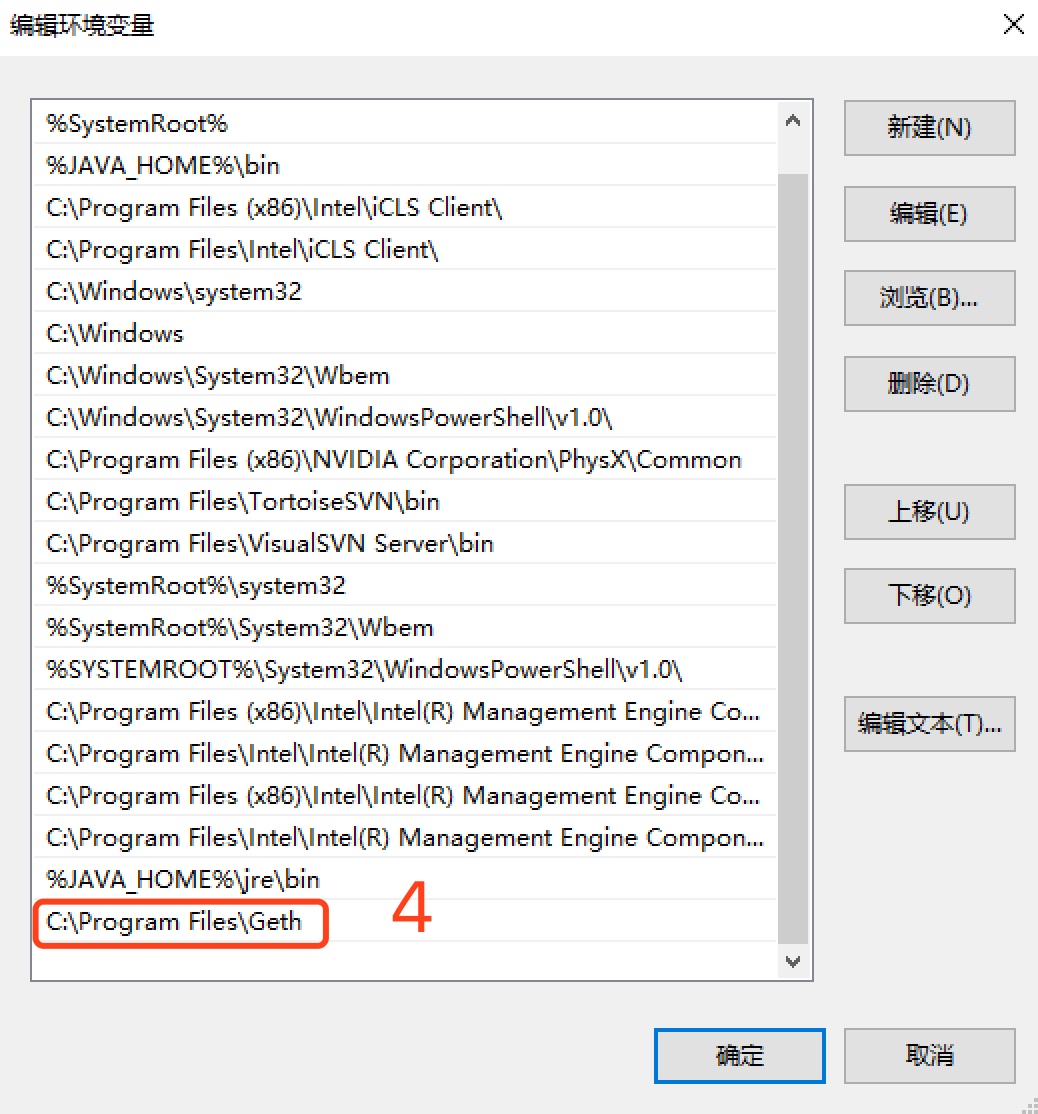 编辑环境变量
%SystemRoot%
%JAVA_HOME%\bin
C:\Program Files (x86)\Intel\iCLS Client\
C:\Program Files\Intel\iCLS Client\
C:\Windows\system32
C:\Windows
C:\Windows\System32\Wbem
C:\Windows\System32\WindowsPowerShell\v1.0\
C:\Program Files (x86)\NVIDIA Corporation\PhysX\Common
C:\Program Files\TortoiseSVN\bin
C:\Program Files\VisualSVN Server\bin
%SystemRoot%\system32
%SystemRoot%\System32\Wbem
%SYSTEMROOT%\System32\WindowsPowerShell\v1.0\
C:\Program Files (x86)\Intel\Intel(R) Management Engine Co...
C:\Program Files\Intel\Intel(R) Management Engine Compon...
C:\Program Files (x86)\Intel\Intel(R) Management Engine Co...
C:\Program Files\Intel\Intel(R) Management Engine Compon...
%JAVA_HOME%\jre\bin
C:\Program Files\Geth
4
新建(N)
编辑(E)
浏览(B)...
删除(D)
上移(U)
下移(O)
编辑文本(T)...
确定
取消